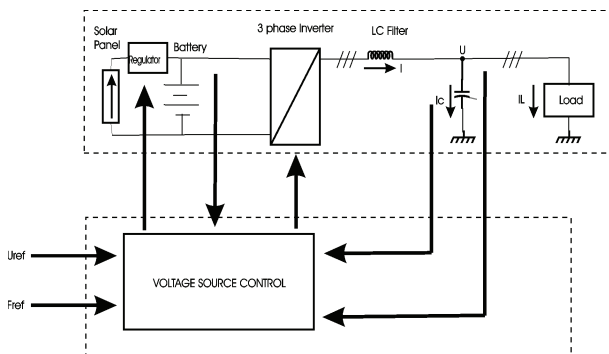 Solar
Panel
Regulator
Battery
3 phase Inverter
LC Filter
I
U
Ic
IL
Load
Uref
Fref
VOLTAGE SOURCE CONTROL